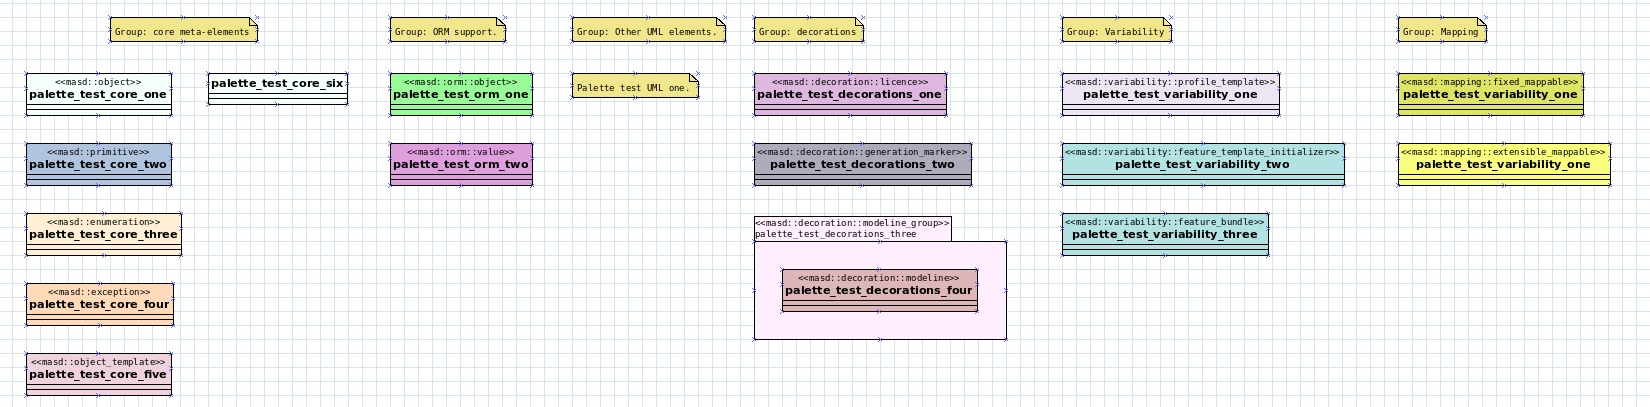 Group: core meta-elements
Group: ORM support.
Group: Other UML elements.
Group: decorations
Group: Variability
Group: Mapping
<<masd::object>>
palette_test_core_one
palette_test_core_six
<<masd::orm::object>>
palette_test_orm_one
Palette test UML one.
<<masd::decoration::licence>>
palette_test_decorations_one
<<masd::variability::profile_template>>
palette_test_variability_one
<<masd::mapping::fixed_mappable>>
palette_test_variability_one
<<masd::primitive>>
palette_test_core_two
<<masd::orm::value>>
palette_test_orm_two
<<masd::decoration::generation_marker>>
palette_test_decorations_two
<<masd::variability::feature_template_initializer>>
palette_test_variability_two
<<masd::mapping::extensible_mappable>>
palette_test_variability_one
<<masd::enumeration>>
palette_test_core_three
<<masd::decoration::modeline_group>>
palette_test_decorations_three
<<masd::variability::feature_bundle>>
palette_test_variability_three
<<masd::exception>>
palette_test_core_four
<<masd::decoration::modeline>>
palette_test_decorations_four
<<masd::object_template>>
palette_test_core_five